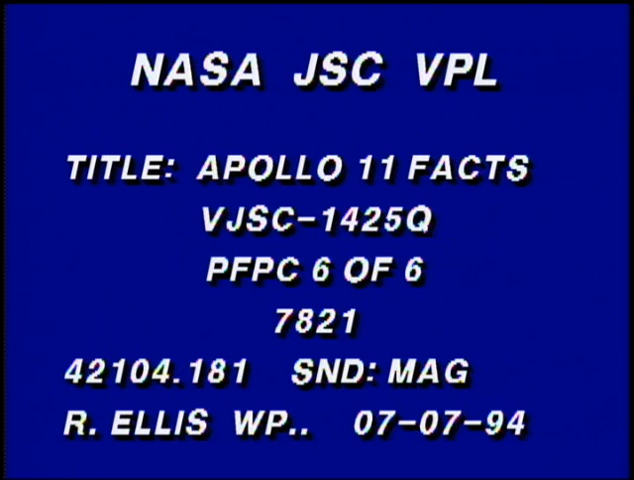 NASA JSC VPL
TITLE: APOLLO 11 FACTS
VJSC-1425Q
PFPC 6 OF 6
7821
42104.181 SND: MAG
R. ELLIS WP.. 07-07-94